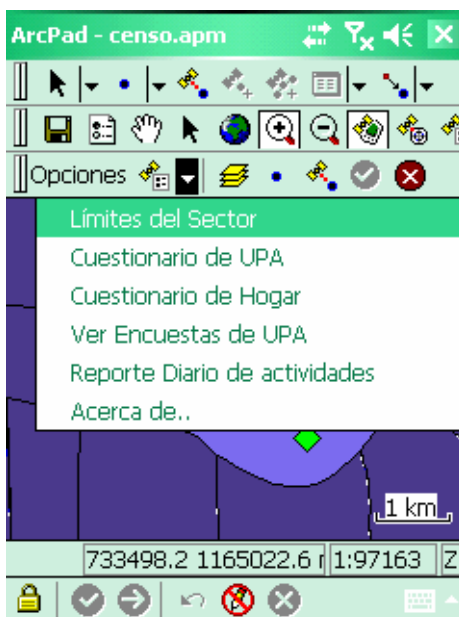 ArcPad - censo.apm
Opciones
Límites del Sector
Cuestionario de UPA
Cuestionario de Hogar
Ver Encuestas de UPA
Reporte Diario de actividades
Acerca de..
1 km
733498.2 1165022.6 r 1:97163 Z